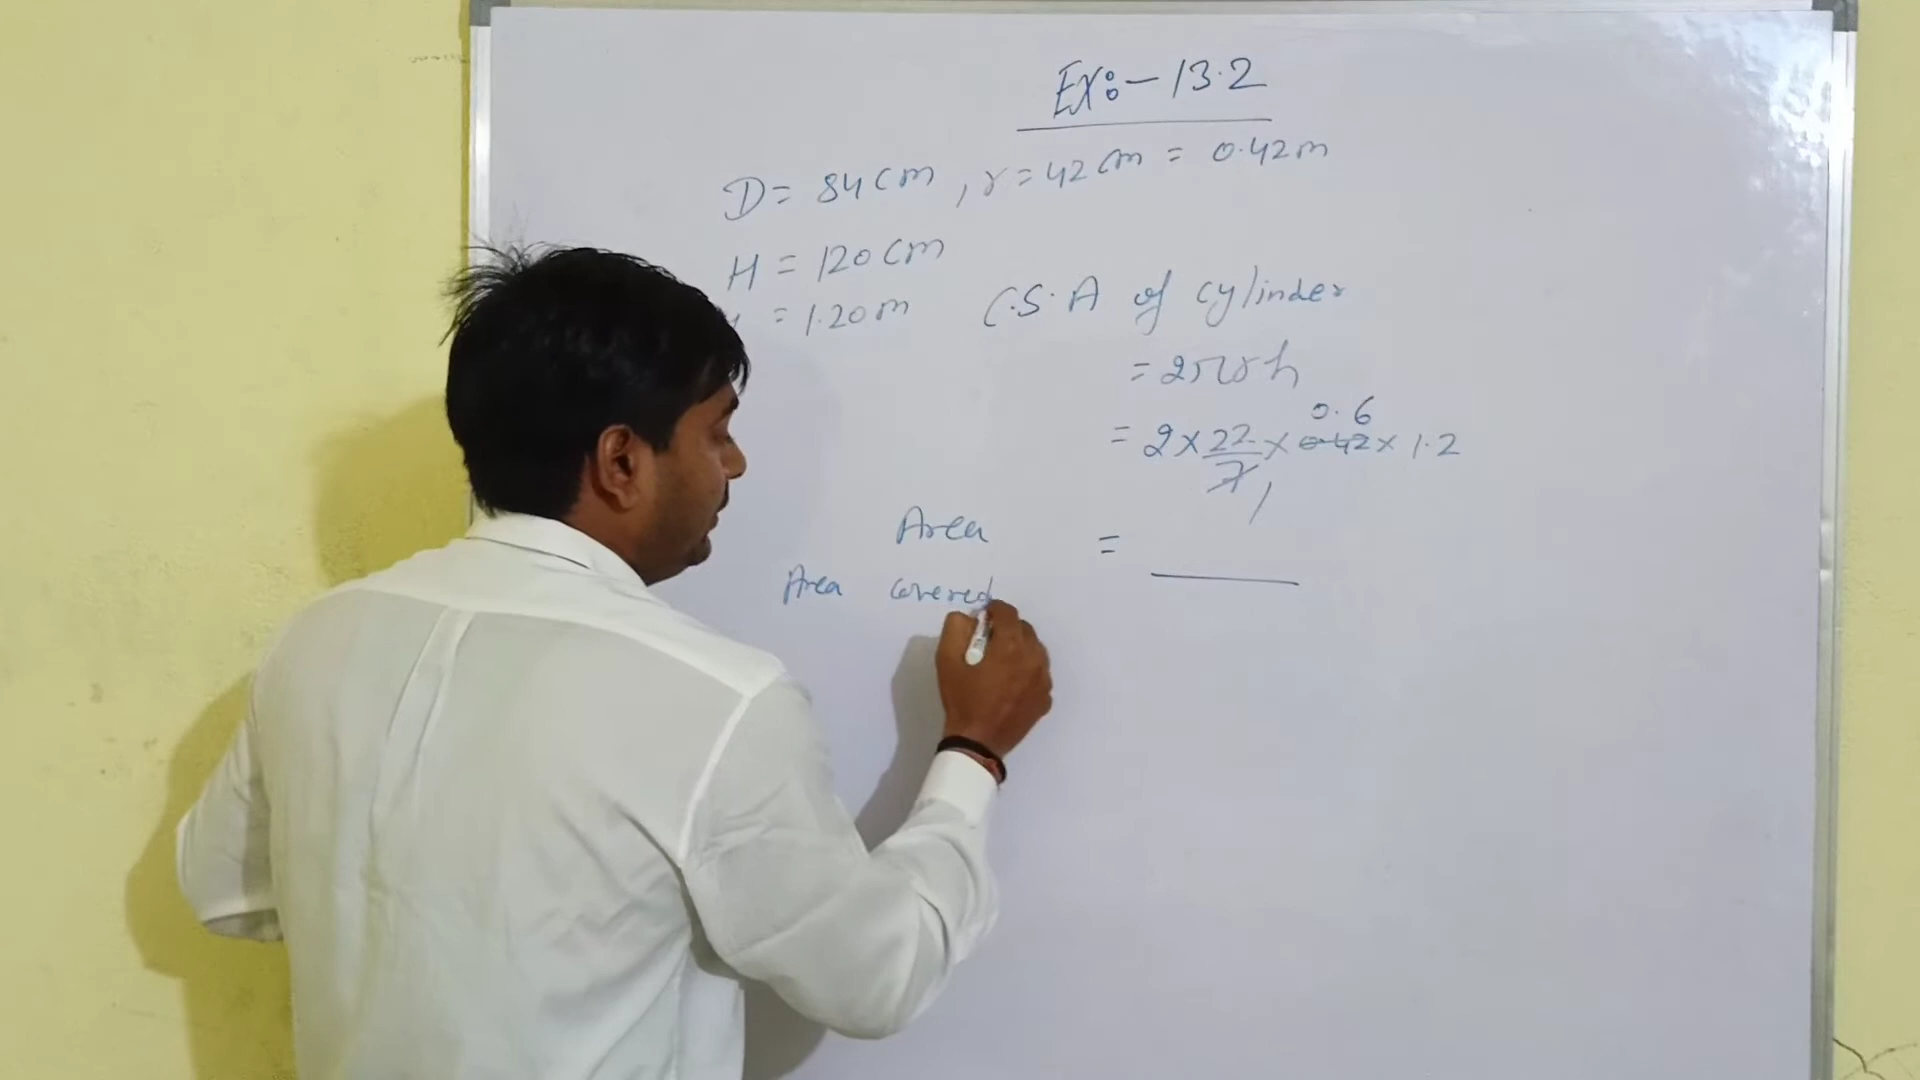 Ex:- 13.2
D = 84 cm, r = 42 cm = 0.42 m
H = 120 cm
= 1.20 m
C.S.A of cylinder
= 2πrh
0.6
= 2 × 22/7 × 0.42 × 1.2
1
Area =
Area covered